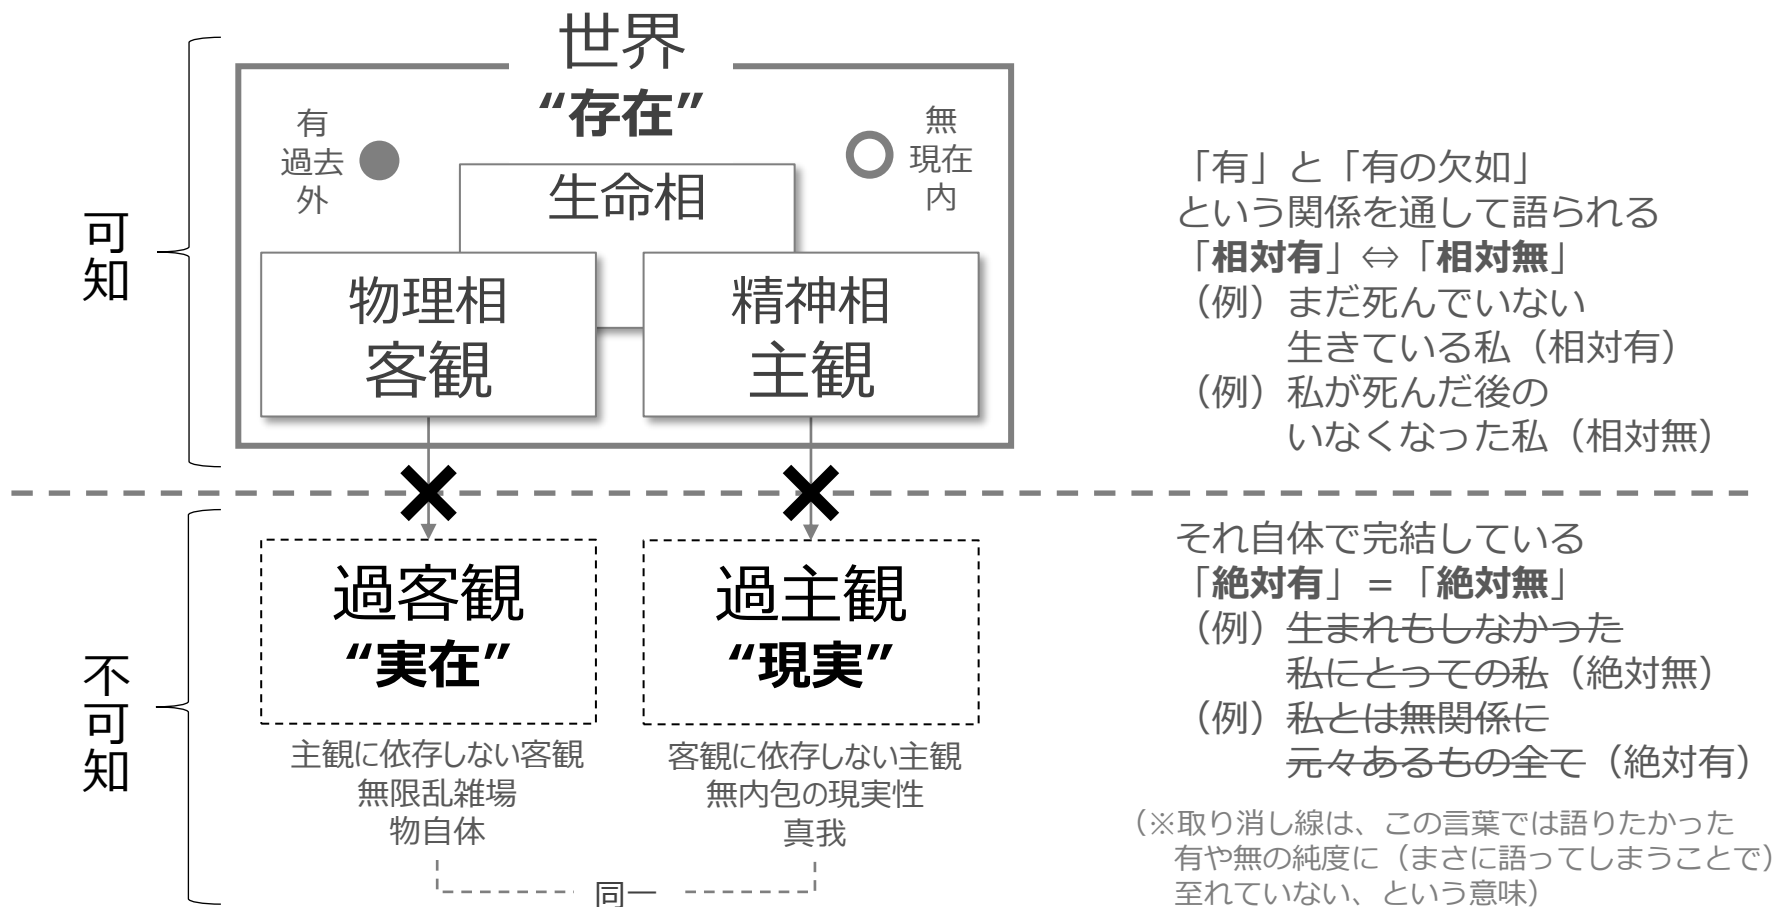 世界
“存在”
有
過去
外
無
現在
内
生命相
物理相
客観
精神相
主観
可知
「有」と「有の欠如」
という関係を通して語られる
「相対有」⇔「相対無」
（例）まだ死んでいない
生きている私（相対有）
（例）私が死んだ後の
いなくなった私（相対無）
不可知
過客観
“実在”
主観に依存しない客観
無限乱雑場
物自体
過主観
“現実”
客観に依存しない主観
無内包の現実性
真我
同一
それ自体で完結している
「絶対有」=「絶対無」
（例）生まれもしなかった
私にとっての私（絶対無）
（例）私とは無関係に
元々あるもの全て（絶対有）
（※取り消し線は、この言葉では語りたかった
有や無の純度に（まさに語ってしまうことで）
至れていない、という意味）